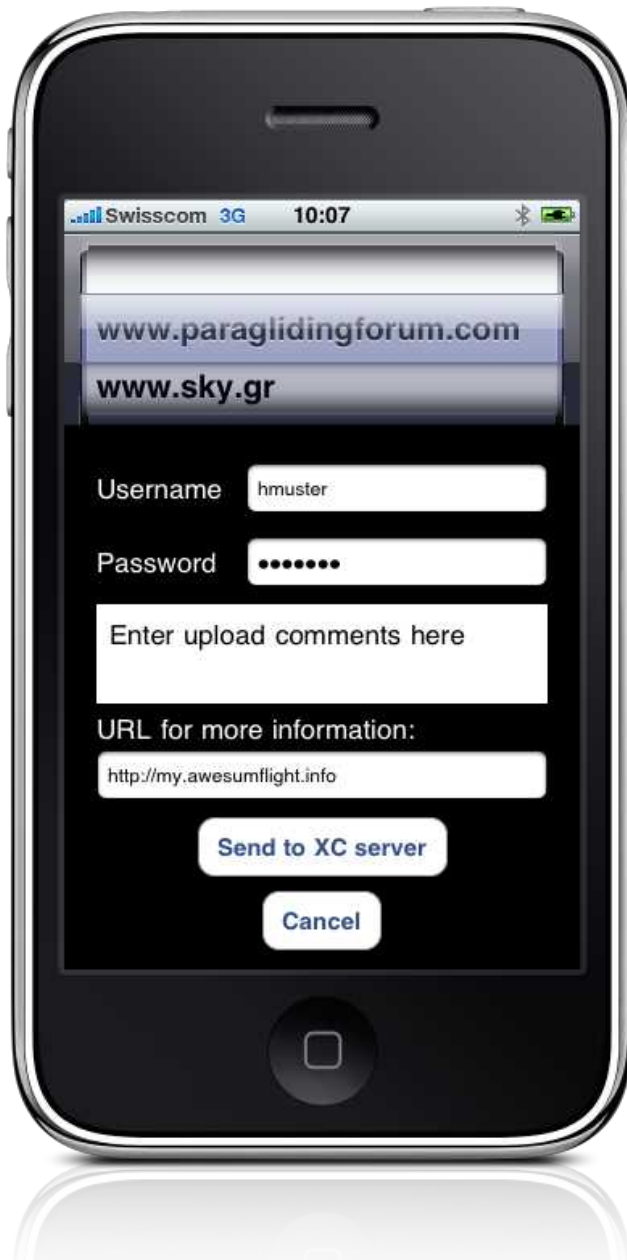 Swisscom 3G 10:07
www.paraglidingforum.com
www.sky.gr
Username hmuster
Password •••••••
Enter upload comments here
URL for more information:
http://my.awesumflight.info
Send to XC server
Cancel